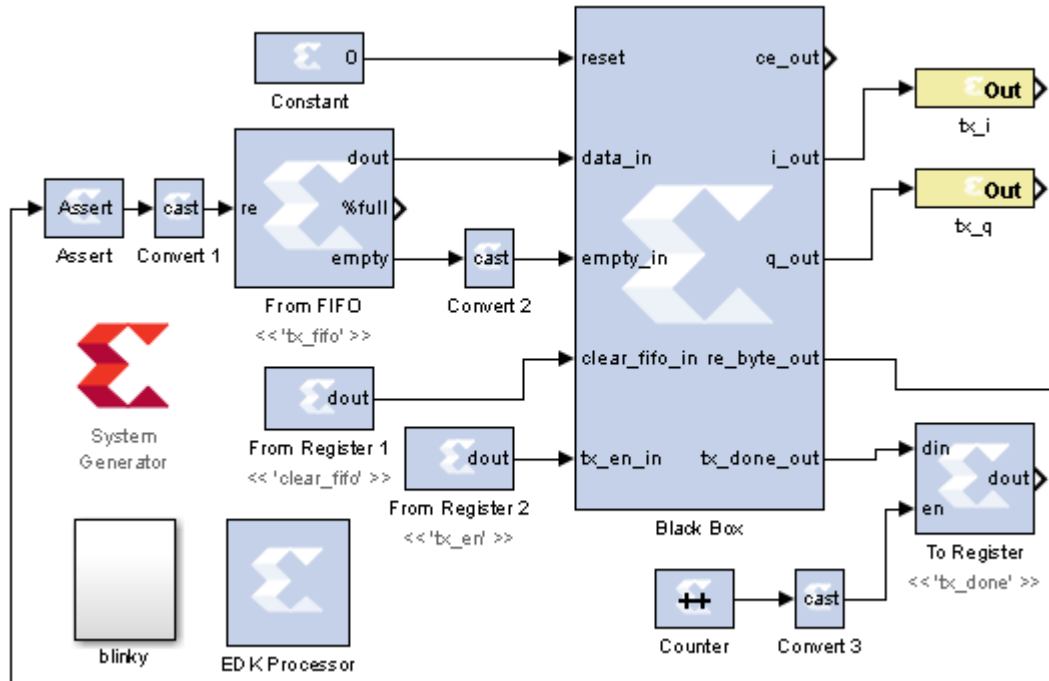 0
Constant
reset
ce_out
Out
tx_i
dout
data_in
i_out
Assert
Assert
cast
Convert 1
re
%full
empty
From FIFO
<< 'tx_fifo' >>
cast
Convert 2
empty_in
q_out
Out
tx_q
System
Generator
dout
From Register 1
<< 'clear_fifo' >>
clear_fifo_in
re_byte_out
dout
From Register 2
<< 'tx_en' >>
tx_en_in
tx_done_out
Black Box
din
dout
en
To Register
<< 'tx_done' >>
blinky
EDK Processor
++
Counter
cast
Convert 3